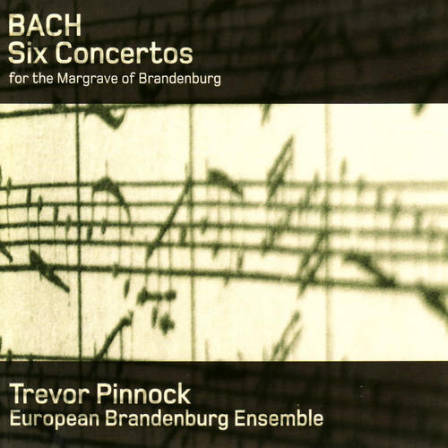 BACH
Six Concertos
for the Margrave of Brandenburg
Trevor Pinnock
European Brandenburg Ensemble